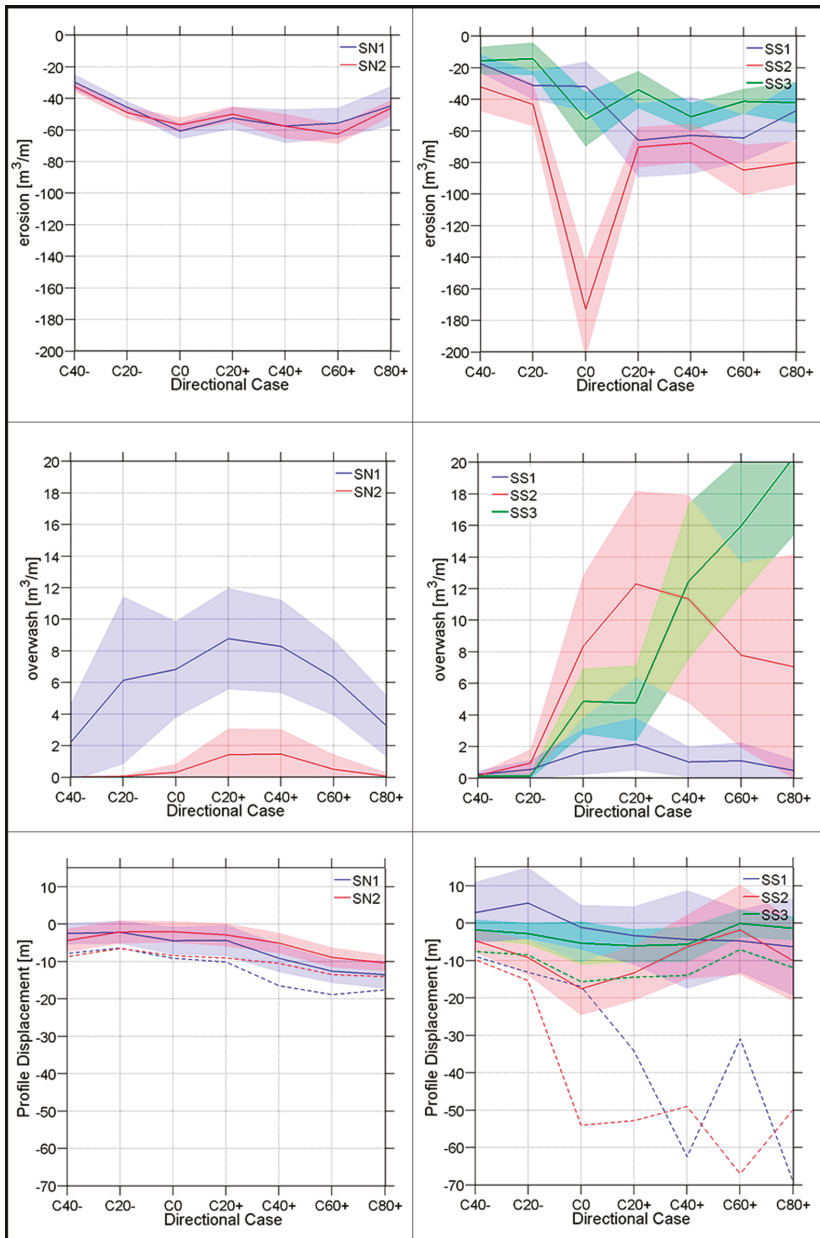 0
-20
-40
-60
-80
-100
-120
-140
-160
-180
-200
erosion [m³/m]
SN1
SN2
C40- C20- C0 C20+ C40+ C60+ C80+
Directional Case
0
-20
-40
-60
-80
-100
-120
-140
-160
-180
-200
erosion [m³/m]
SS1
SS2
SS3
C40- C20- C0 C20+ C40+ C60+ C80+
Directional Case
20
18
16
14
12
10
8
6
4
2
0
overwash [m³/m]
SN1
SN2
C40- C20- C0 C20+ C40+ C60+ C80+
Directional Case
20
18
16
14
12
10
8
6
4
2
0
overwash [m³/m]
SS1
SS2
SS3
C40- C20- C0 C20+ C40+ C60+ C80+
Directional Case
10
0
-10
-20
-30
-40
-50
-60
-70
Profile Displacement [m]
SN1
SN2
C40- C20- C0 C20+ C40+ C60+ C80+
Directional Case
10
0
-10
-20
-30
-40
-50
-60
-70
Profile Displacement [m]
SS1
SS2
SS3
C40- C20- C0 C20+ C40+ C60+ C80+
Directional Case